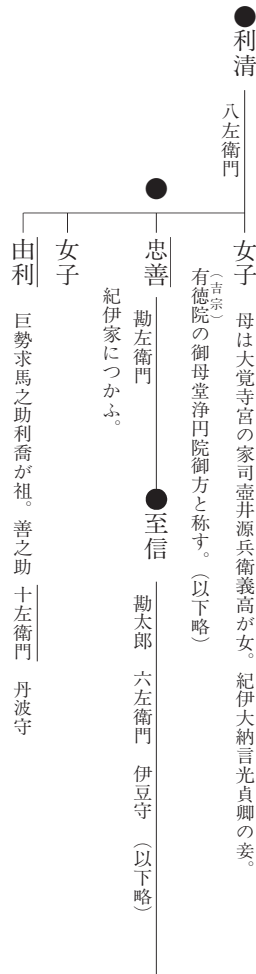 ●利清 八左衛門
女子 母は大覚寺宮の家司壺井源兵衛義高が女。紀伊大納言光貞卿の妾。
有徳院の御母堂浄円院御方と称す。（以下略）
（吉宗）
●
忠善 勘左衛門
紀伊家につかふ。
●至信 勘太郎 六左衛門 伊豆守 （以下略）
女子
由利 巨勢求馬之助利喬が祖。善之助 十左衛門 丹波守